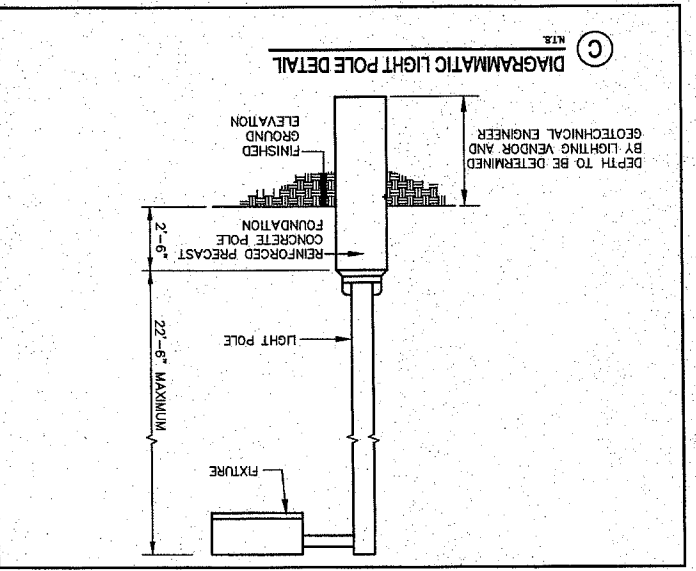 FIXTURE
22'-6" MAXIMUM
LIGHT POLE
REINFORCED PRECAST
CONCRETE POLE
FOUNDATION
2'-6"
FINISHED
GROUND
ELEVATION
DEPTH TO BE DETERMINED
BY LIGHTING VENDOR AND
GEOTECHNICAL ENGINEER
C
DIAGRAMMATIC LIGHT POLE DETAIL
N.T.S.